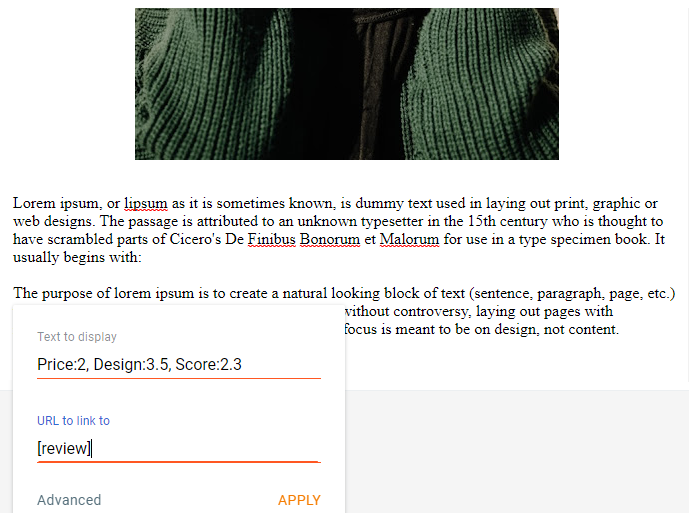 Lorem ipsum, or lipsum as it is sometimes known, is dummy text used in laying out print, graphic or
web designs. The passage is attributed to an unknown typesetter in the 15th century who is thought to
have scrambled parts of Cicero's De Finibus Bonorum et Malorum for use in a type specimen book. It
usually begins with:
The purpose of lorem ipsum is to create a natural looking block of text (sentence, paragraph, page, etc.)
without controversy, laying out pages with
focus is meant to be on design, not content.
Text to display
Price:2, Design:3.5, Score:2.3
URL to link to
[review]
Advanced APPLY